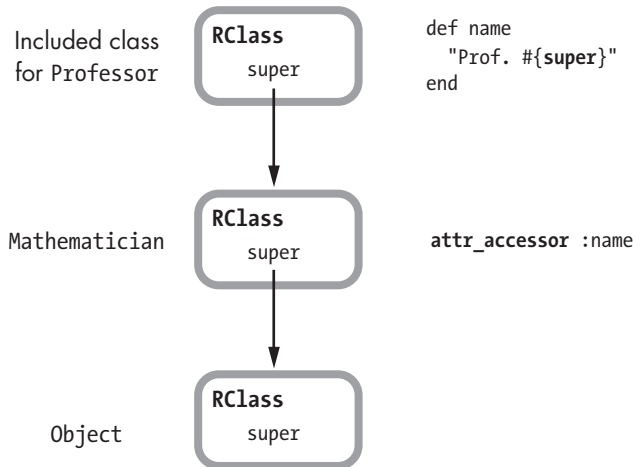 Included class
for Professor
RClass
super
def name
  "Prof. #{super}"
end
Mathematician
RClass
super
attr_accessor :name
Object
RClass
super